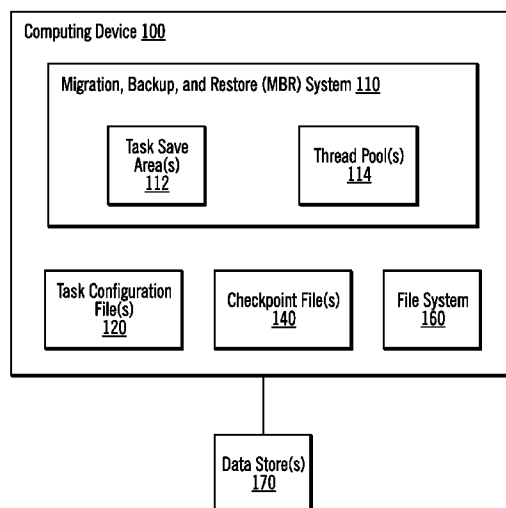 Computing Device 100
Migration, Backup, and Restore (MBR) System 110
Task Save
Area(s)
112
Thread Pool(s)
114
Task Configuration
File(s)
120
Checkpoint File(s)
140
File System
160
Data Store(s)
170